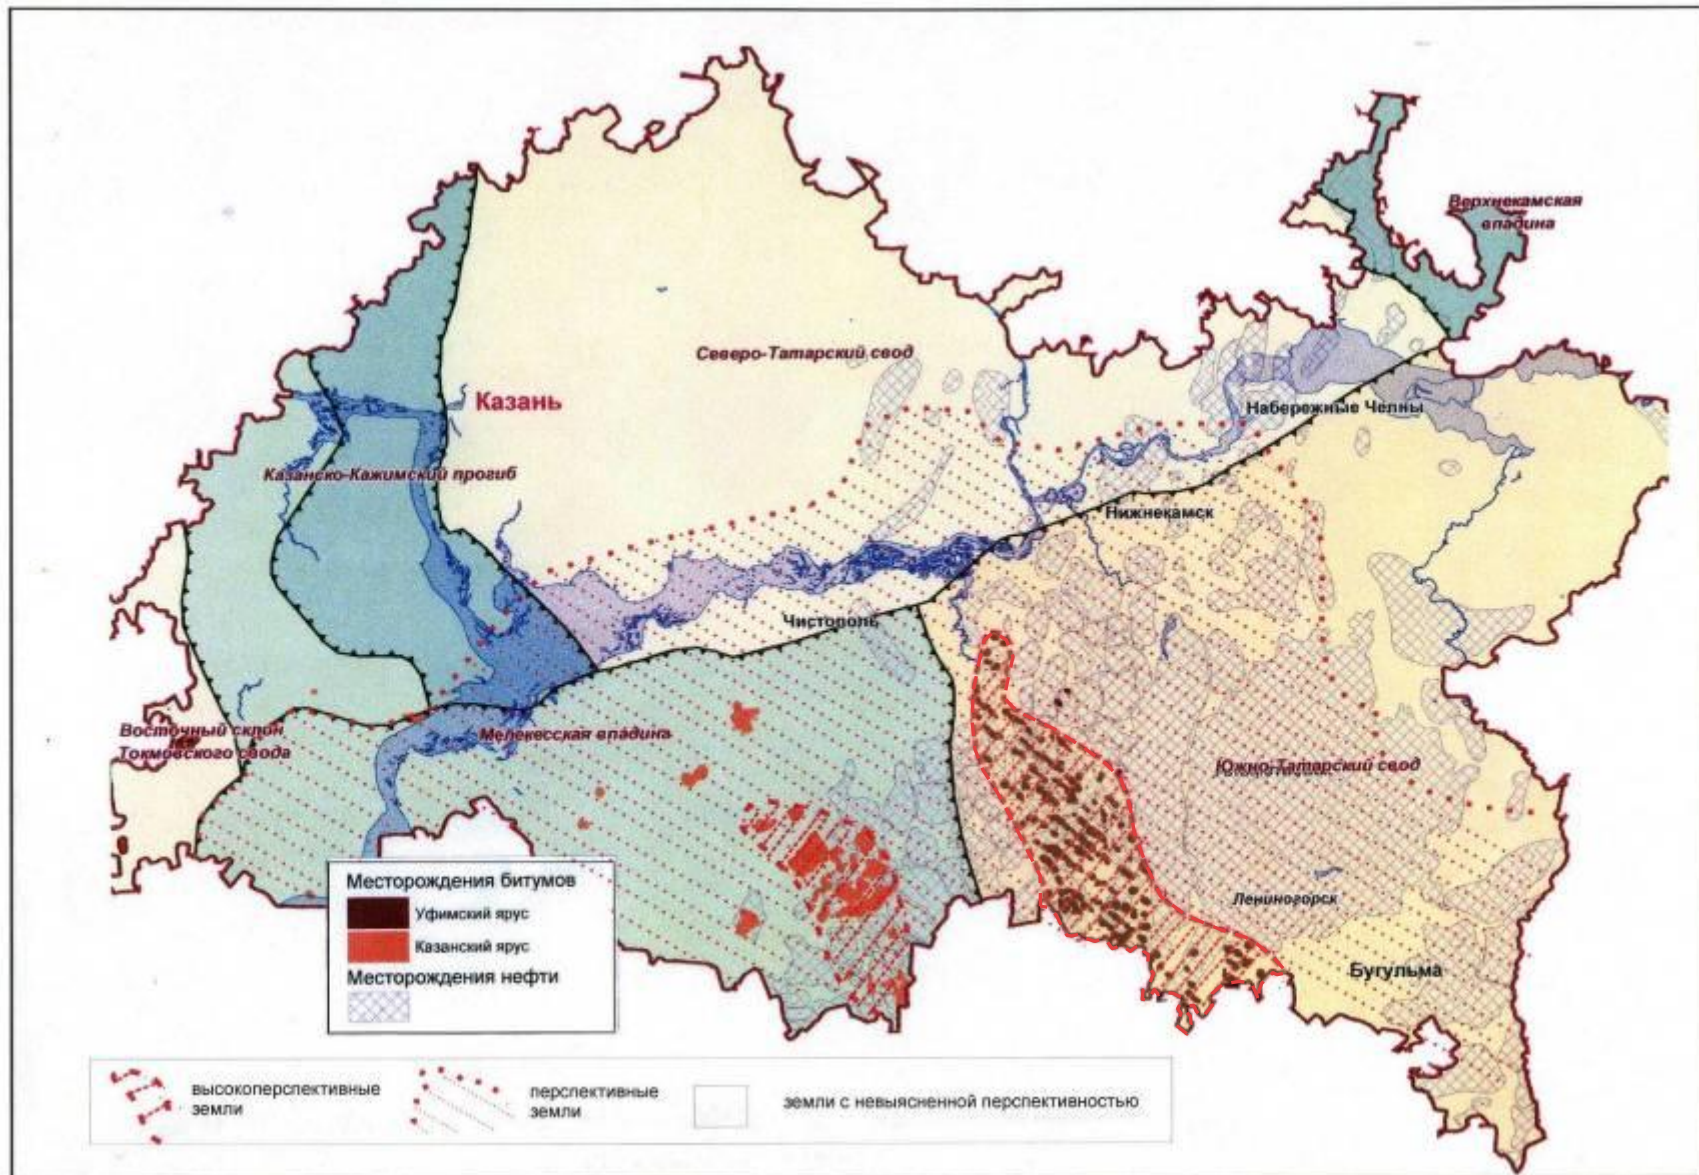 Верхнекамская
впадина
Северо-Татарский свод
Казань
Набережные Челны
Казанско-Кажимский прогиб
Нижнекамск
Чистополь
Восточный склон
Токмовского свода
Мелекесская впадина
Южно-Татарский свод
Лениногорск
Бугульма
Месторождения битумов
Уфимский ярус
Казанский ярус
Месторождения нефти
высокоперспективные
земли
перспективные
земли
земли с невыясненной перспективностью